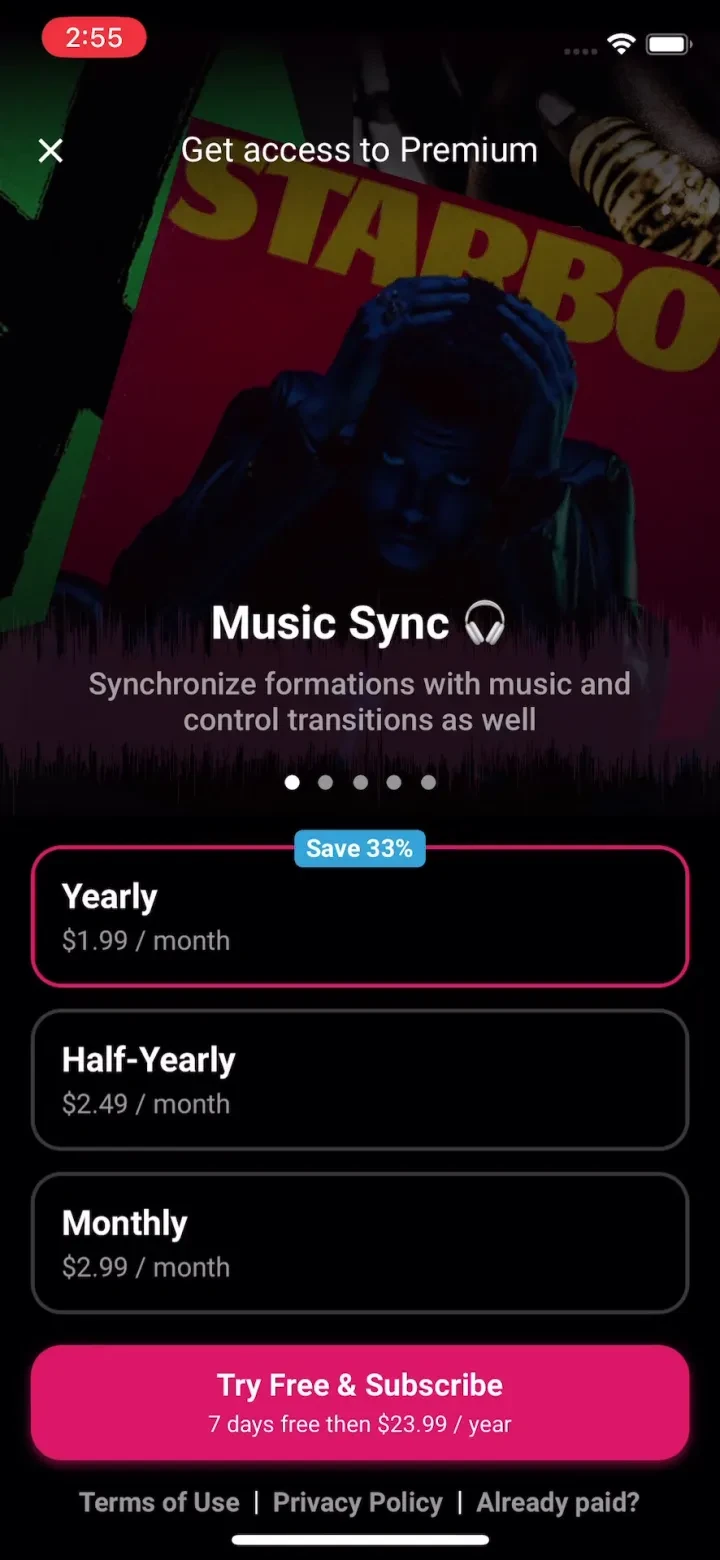 2:55
Get access to Premium
STARBO
Music Sync 🎧
Synchronize formations with music and
control transitions as well
Save 33%
Yearly
$1.99 / month
Half-Yearly
$2.49 / month
Monthly
$2.99 / month
Try Free & Subscribe
7 days free then $23.99 / year
Terms of Use | Privacy Policy | Already paid?